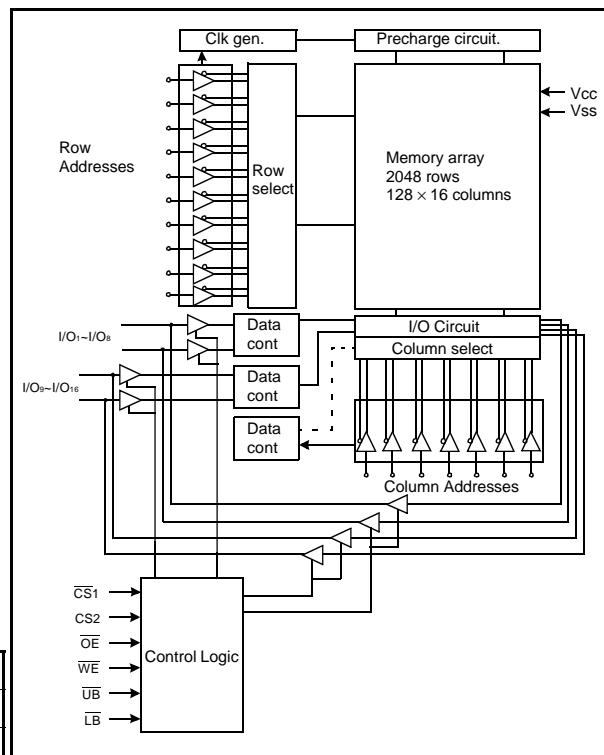 Clk gen.
Precharge circuit.
Vcc
Vss
Row
Addresses
Row
select
Memory array
2048 rows
128 × 16 columns
I/O1~I/O8
Data
cont
I/O Circuit
Column select
I/O9~I/O16
Data
cont
Data
cont
Column Addresses
CS1
CS2
OE
WE
UB
LB
Control Logic